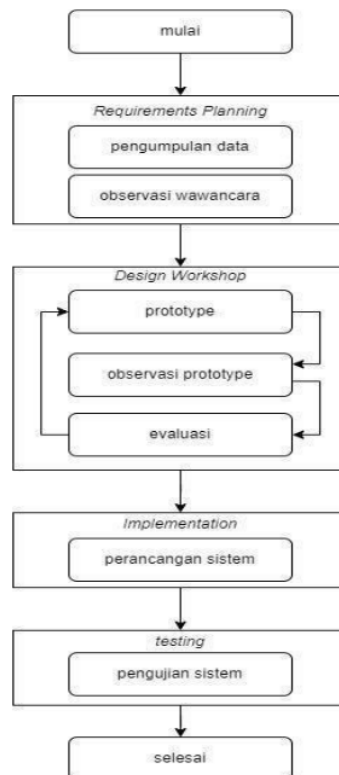 mulai
Requirements Planning
pengumpulan data
observasi wawancara
Design Workshop
prototype
observasi prototype
evaluasi
Implementation
perancangan sistem
testing
pengujian sistem
selesai